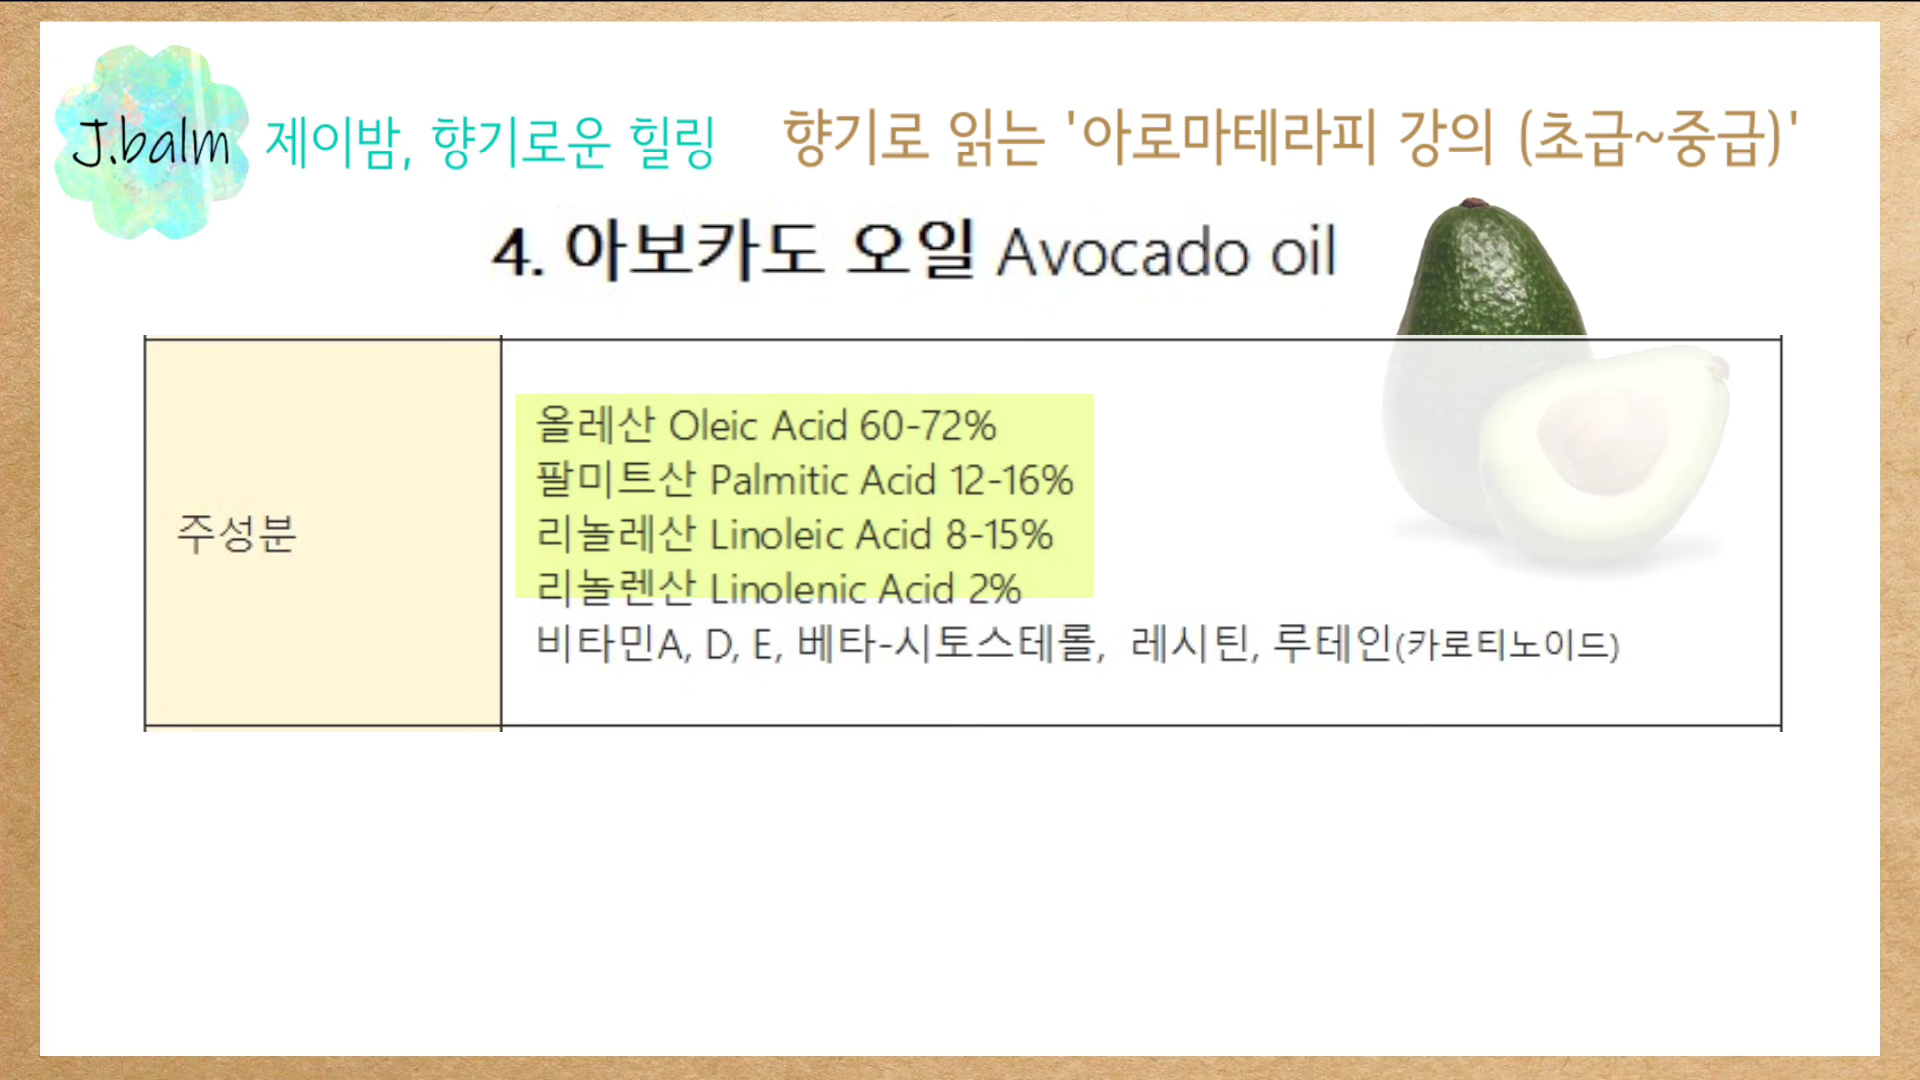 J.balm 제이밤, 향기로운 힐링 향기로 읽는 '아로마테라피 강의 (초급~중급)'
4. 아보카도 오일 Avocado oil
주성분
올레산 Oleic Acid 60-72%
팔미트산 Palmitic Acid 12-16%
리놀레산 Linoleic Acid 8-15%
리놀렌산 Linolenic Acid 2%
비타민A, D, E, 베타-시토스테롤, 레시틴, 루테인(카로티노이드)